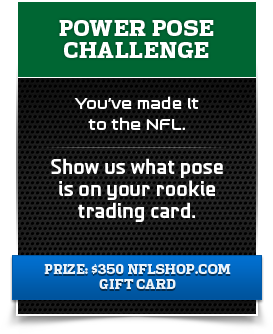 POWER POSE
CHALLENGE
You've made It
to the NFL.
Show us what pose
is on your rookie
trading card.
PRIZE: $350 NFLSHOP.COM
GIFT CARD